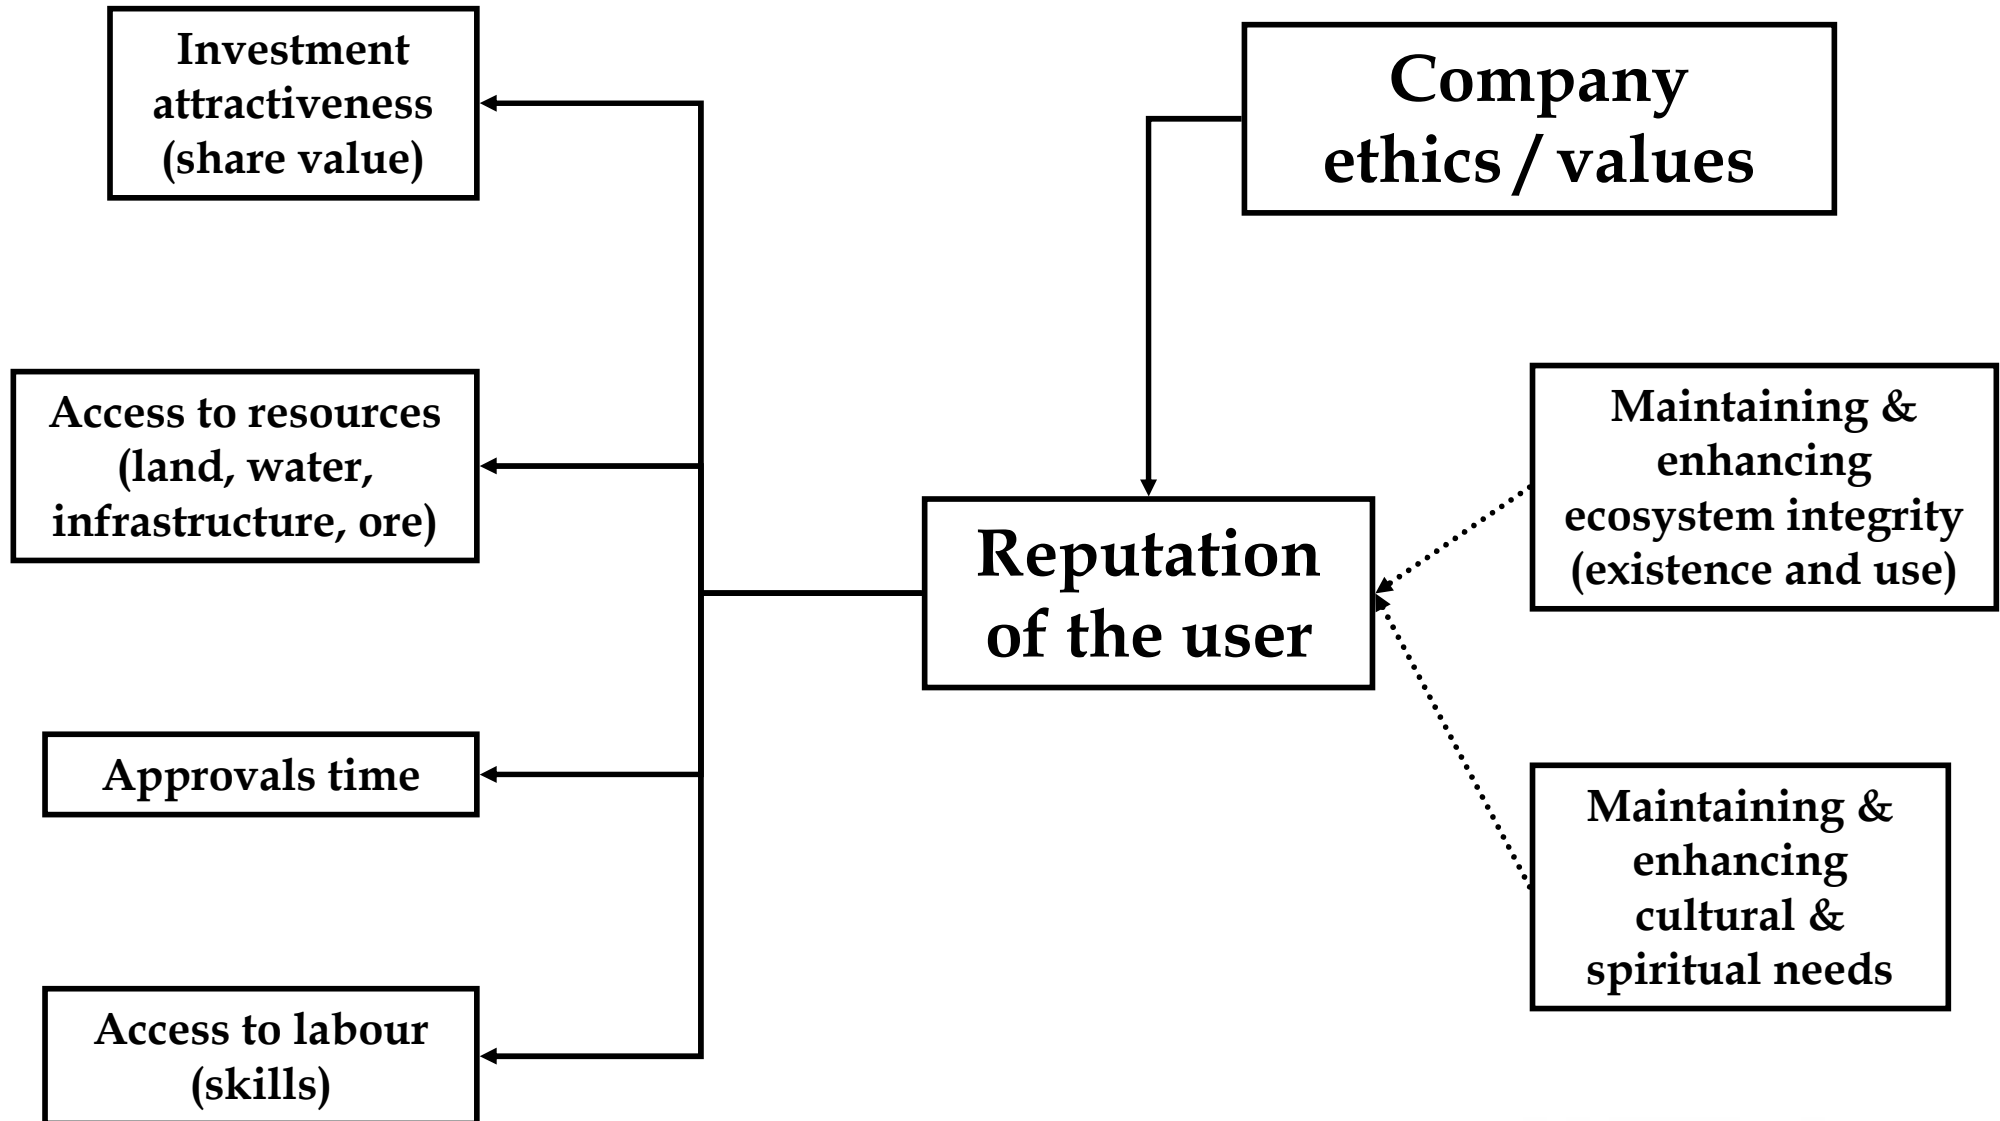 Investment
attractiveness
(share value)
Company
ethics / values
Access to resources
(land, water,
infrastructure, ore)
Maintaining &
enhancing
ecosystem integrity
(existence and use)
Reputation
of the user
Approvals time
Maintaining &
enhancing
cultural &
spiritual needs
Access to labour
(skills)